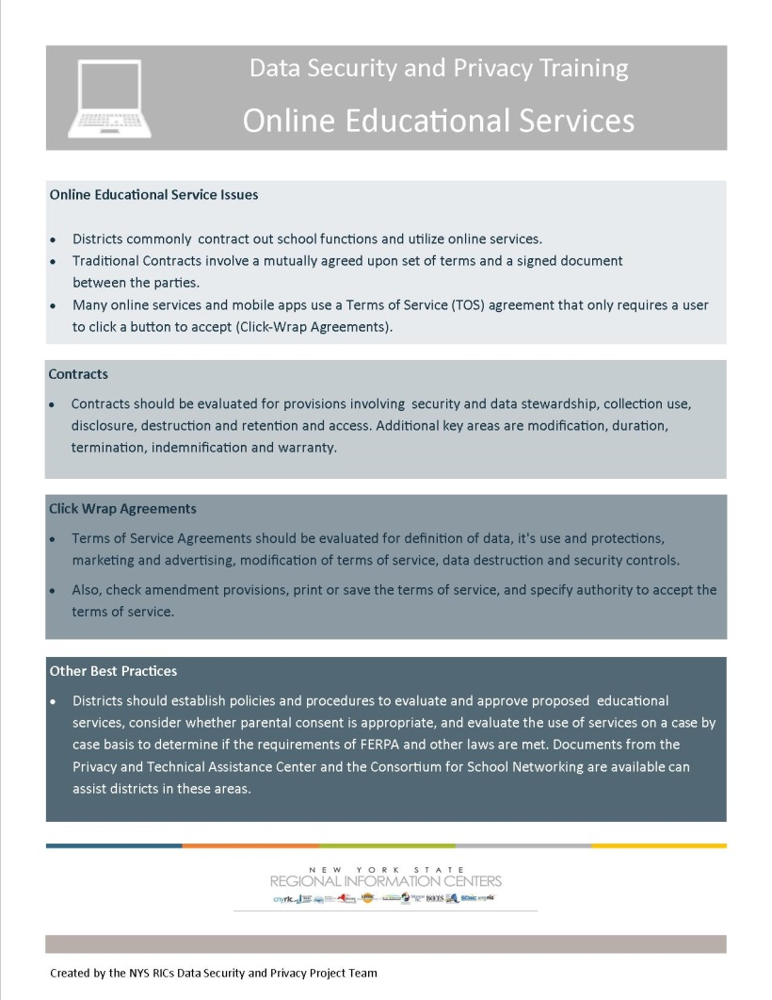 Data Security and Privacy Training
Online Educational Services
Online Educational Service Issues
• Districts commonly contract out school functions and utilize online services.
• Traditional Contracts involve a mutually agreed upon set of terms and a signed document
between the parties.
• Many online services and mobile apps use a Terms of Service (TOS) agreement that only requires a user
to click a button to accept (Click-Wrap Agreements).
Contracts
• Contracts should be evaluated for provisions involving security and data stewardship, collection use,
disclosure, destruction and retention and access. Additional key areas are modification, duration,
termination, indemnification and warranty.
Click Wrap Agreements
• Terms of Service Agreements should be evaluated for definition of data, it's use and protections,
marketing and advertising, modification of terms of service, data destruction and security controls.
• Also, check amendment provisions, print or save the terms of service, and specify authority to accept the
terms of service.
Other Best Practices
• Districts should establish policies and procedures to evaluate and approve proposed educational
services, consider whether parental consent is appropriate, and evaluate the use of services on a case by
case basis to determine if the requirements of FERPA and other laws are met. Documents from the
Privacy and Technical Assistance Center and the Consortium for School Networking are available can
assist districts in these areas.
NEW YORK STATE
REGIONAL INFORMATION CENTERS
cnyric BOCES
Created by the NYS RICs Data Security and Privacy Project Team